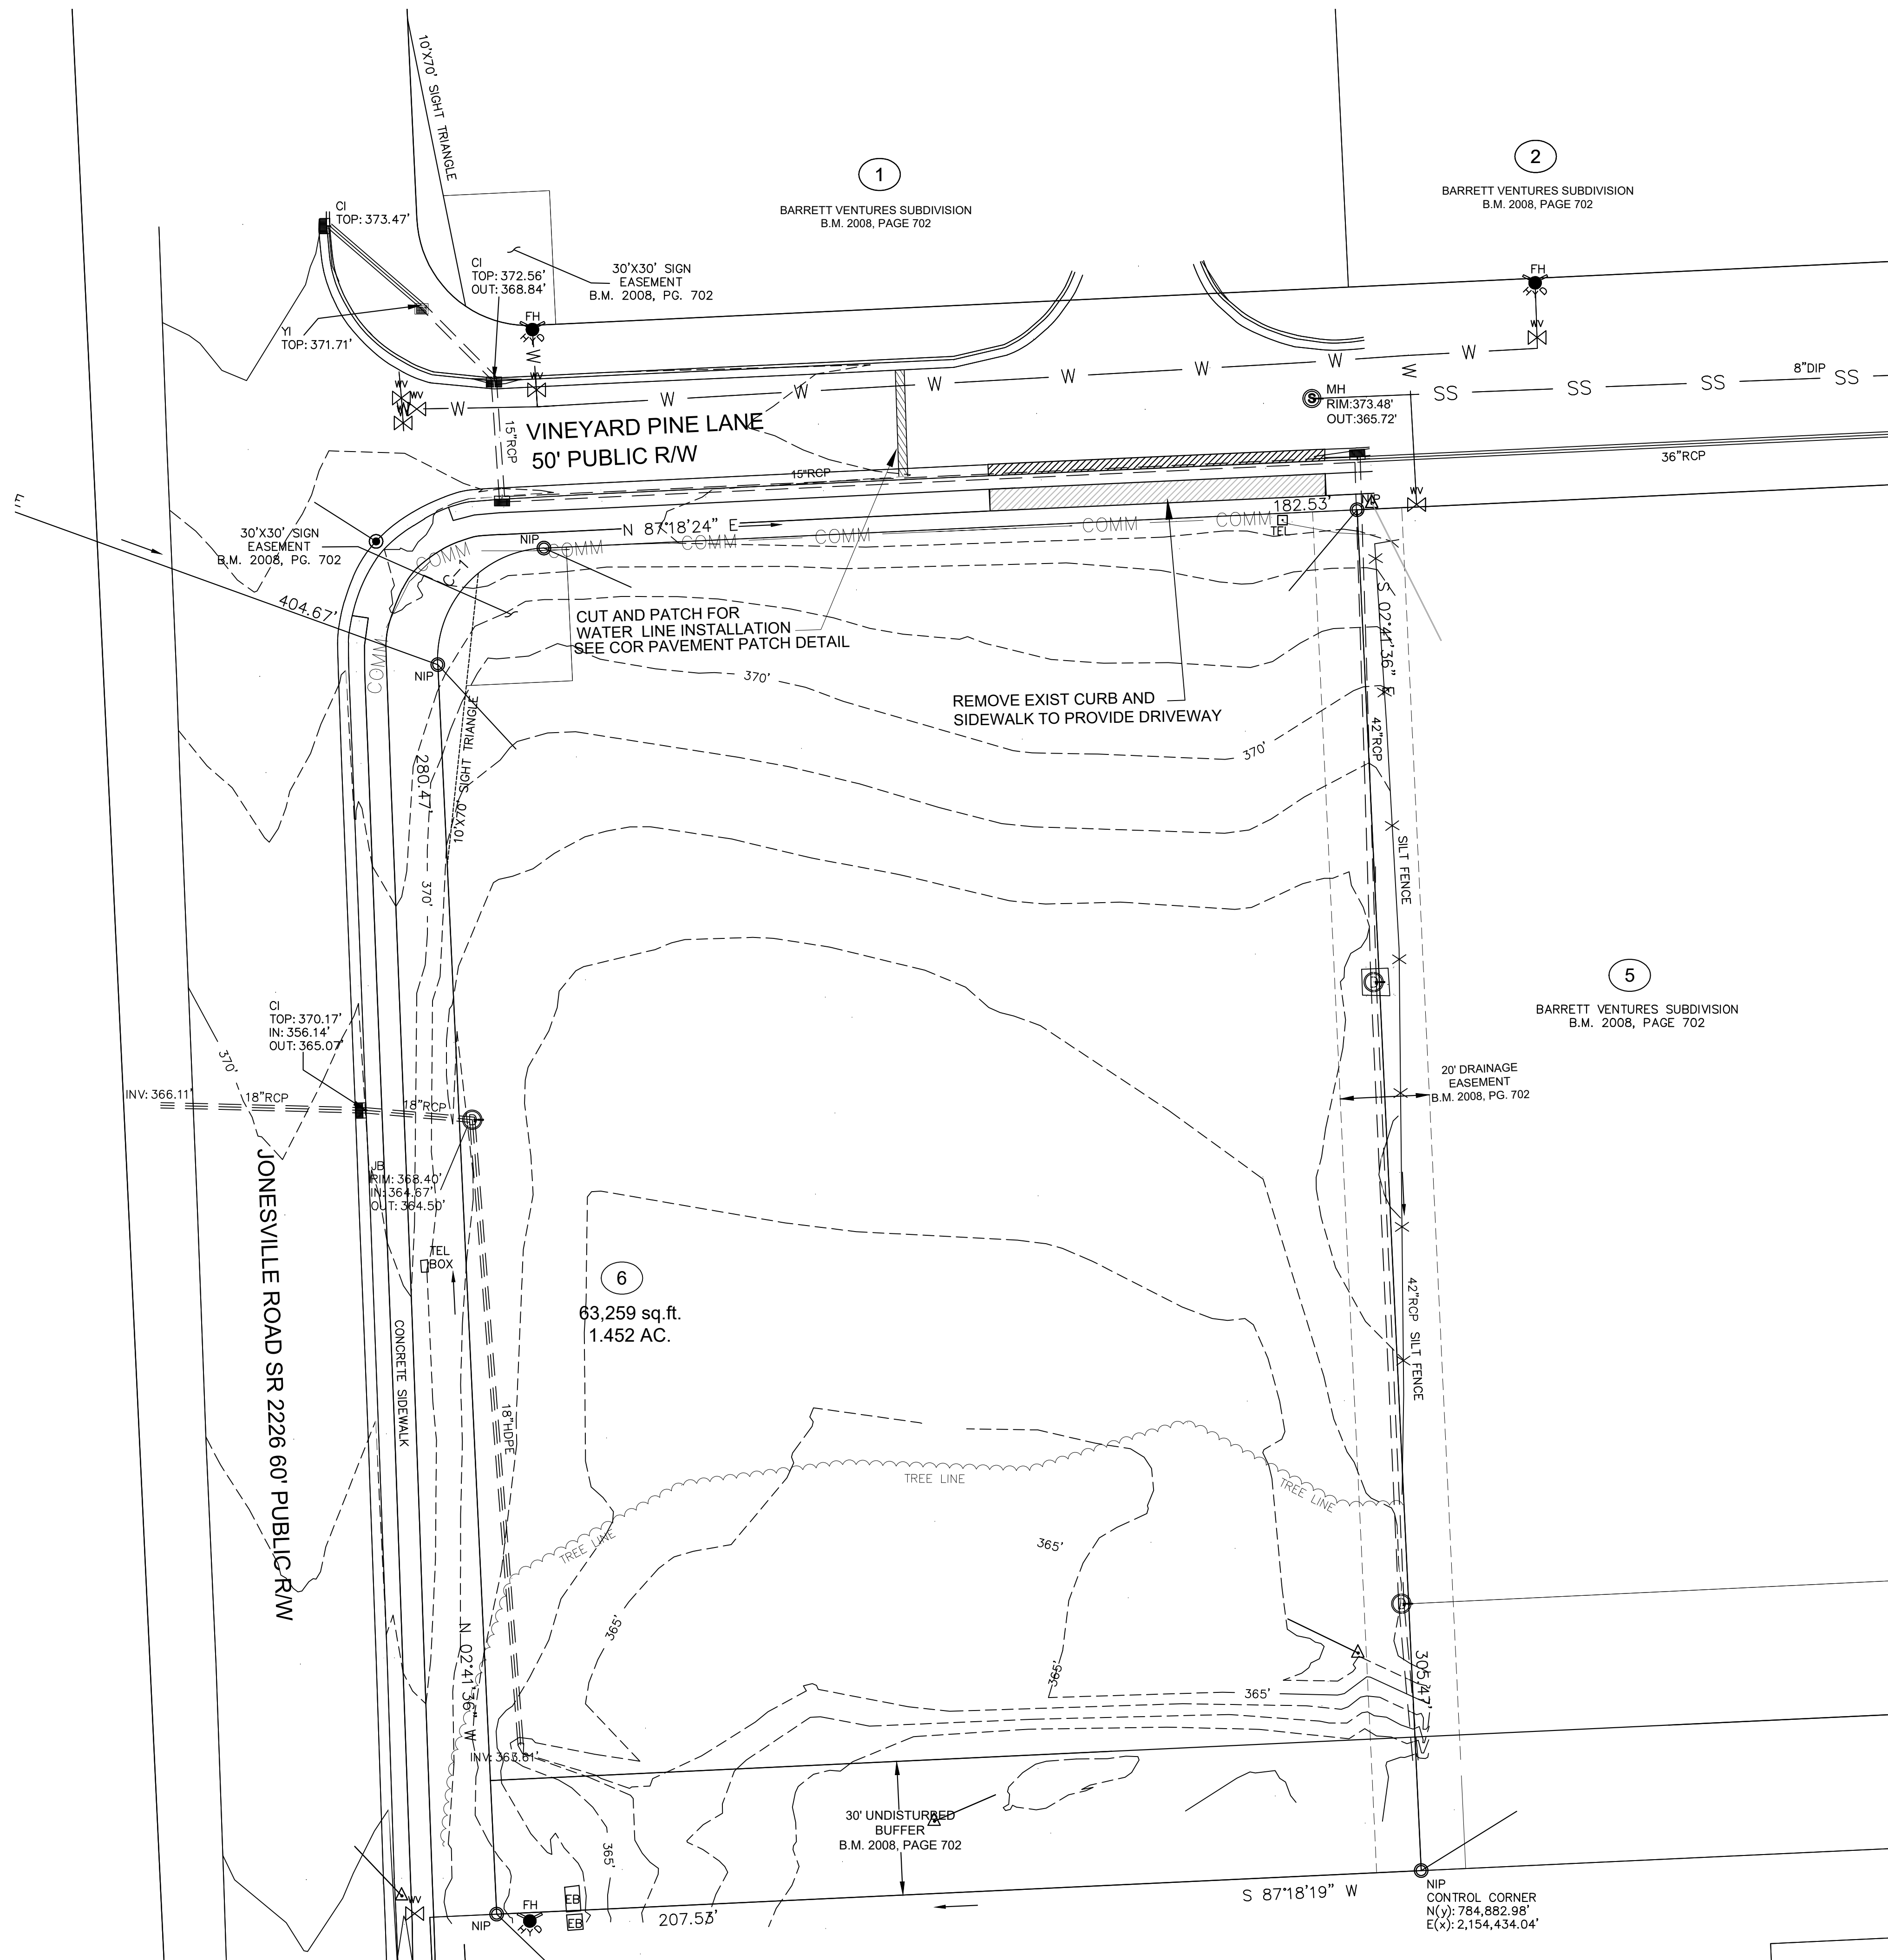 10'X70' SIGHT TRIANGLE
1
BARRETT VENTURES SUBDIVISION
B.M. 2008, PAGE 702
2
BARRETT VENTURES SUBDIVISION
B.M. 2008, PAGE 702
CI
TOP: 373.47'
CI
TOP: 372.56'
OUT: 368.84'
30'X30' SIGN
EASEMENT
B.M. 2008, PG. 702
FH
HYD
FH
HYD
YI
TOP: 371.71'
WV
WV
WV
WV
W
W
W
W
W
W
W
W
W
W
W
W
MH
RIM:373.48'
OUT:365.72'
S
SS
SS
SS
8"DIP
SS
VINEYARD PINE LANE
50' PUBLIC R/W
15"RCP
15"RCP
36"RCP
WV
182.53'
NIP
TEL
N 87°18'24" E
COMM
COMM
COMM
COMM
COMM
COMM
COMM
C-1
NIP
E
30'X30' SIGN
EASEMENT
B.M. 2008, PG. 702
404.67'
NIP
CUT AND PATCH FOR
WATER LINE INSTALLATION
SEE COR PAVEMENT PATCH DETAIL
REMOVE EXIST CURB AND
SIDEWALK TO PROVIDE DRIVEWAY
370'
370'
S 02°41'36" E
42"RCP
SILT FENCE
280.47'
10'X70' SIGHT TRIANGLE
370'
5
BARRETT VENTURES SUBDIVISION
B.M. 2008, PAGE 702
CI
TOP: 370.17'
IN: 356.14'
OUT: 365.07'
370'
INV: 366.11'
18"RCP
18"RCP
20' DRAINAGE
EASEMENT
B.M. 2008, PG. 702
JB
RIM: 368.40'
IN: 364.67'
OUT: 364.50'
TEL
BOX
JONESVILLE ROAD SR 2226 60' PUBLIC R/W
CONCRETE SIDEWALK
6
63,259 sq.ft.
1.452 AC.
42"RCP SILT FENCE
18"HDPE
TREE LINE
TREE LINE
TREE LINE
365'
365'
365'
365'
N 02°41'36" W
305.47'
INV: 363.81'
30' UNDISTURBED
BUFFER
B.M. 2008, PAGE 702
365'
WV
NIP
FH
HYD
EB
EB
207.53'
S 87°18'19" W
NIP
CONTROL CORNER
N(y): 784,882.98'
E(x): 2,154,434.04'